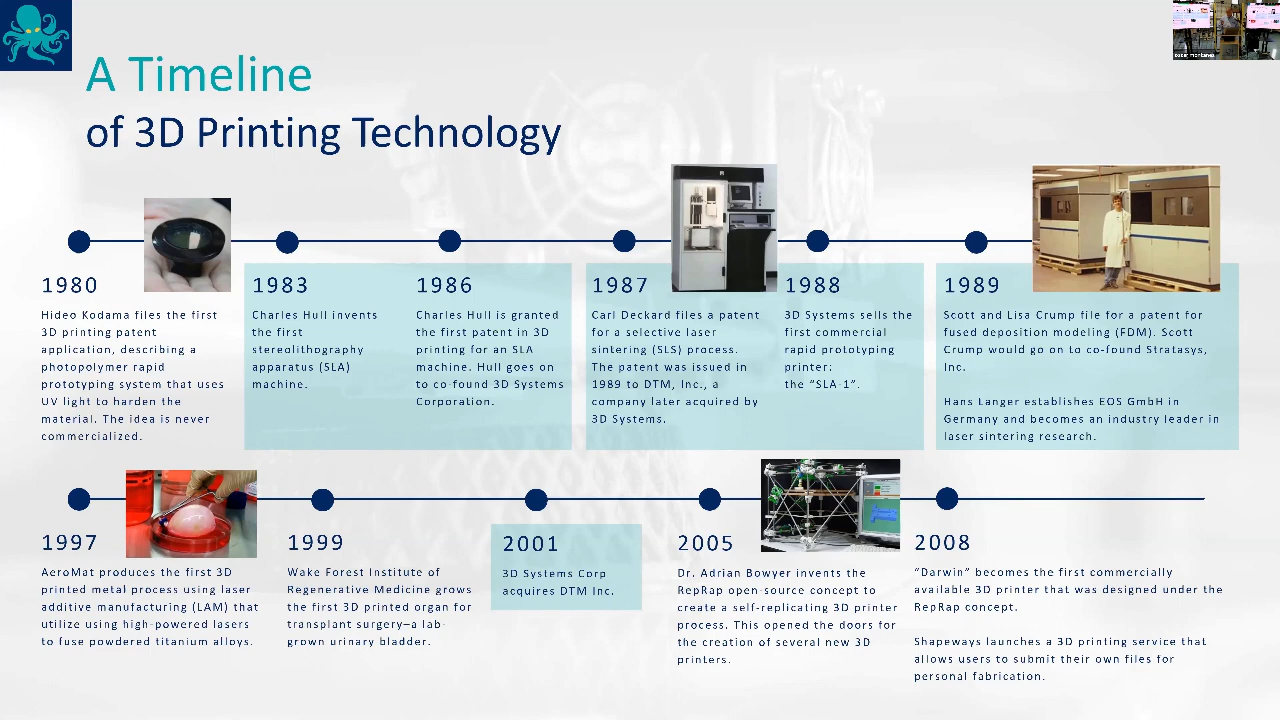 A Timeline
of 3D Printing Technology
1980
Hideo Kodama files the first
3D printing patent
application, describing a
photopolymer rapid
prototyping system that uses
UV light to harden the
material. The idea is never
commercialized.
1983
Charles Hull invents
the first
stereolithography
apparatus (SLA)
machine.
1986
Charles Hull is granted
the first patent in 3D
printing for an SLA
machine. Hull goes on
to co-found 3D Systems
Corporation.
1987
Carl Deckard files a patent
for a selective laser
sintering (SLS) process.
The patent was issued in
1989 to DTM, Inc., a
company later acquired by
3D Systems.
1988
3D Systems sells the
first commercial
rapid prototyping
printer:
the “SLA-1”.
1989
Scott and Lisa Crump file for a patent for
fused deposition modeling (FDM). Scott
Crump would go on to co-found Stratasys,
Inc.
Hans Langer establishes EOS GmbH in
Germany and becomes an industry leader in
laser sintering research.
1997
AeroMat produces the first 3D
printed metal process using laser
additive manufacturing (LAM) that
utilize using high-powered lasers
to fuse powdered titanium alloys.
1999
Wake Forest Institute of
Regenerative Medicine grows
the first 3D printed organ for
transplant surgery—a lab-
grown urinary bladder.
2001
3D Systems Corp
acquires DTM Inc.
2005
Dr. Adrian Bowyer invents the
RepRap open-source concept to
create a self-replicating 3D printer
process. This opened the doors for
the creation of several new 3D
printers.
2008
“Darwin” becomes the first commercially
available 3D printer that was designed under the
RepRap concept.
Shapeways launches a 3D printing service that
allows users to submit their own files for
personal fabrication.